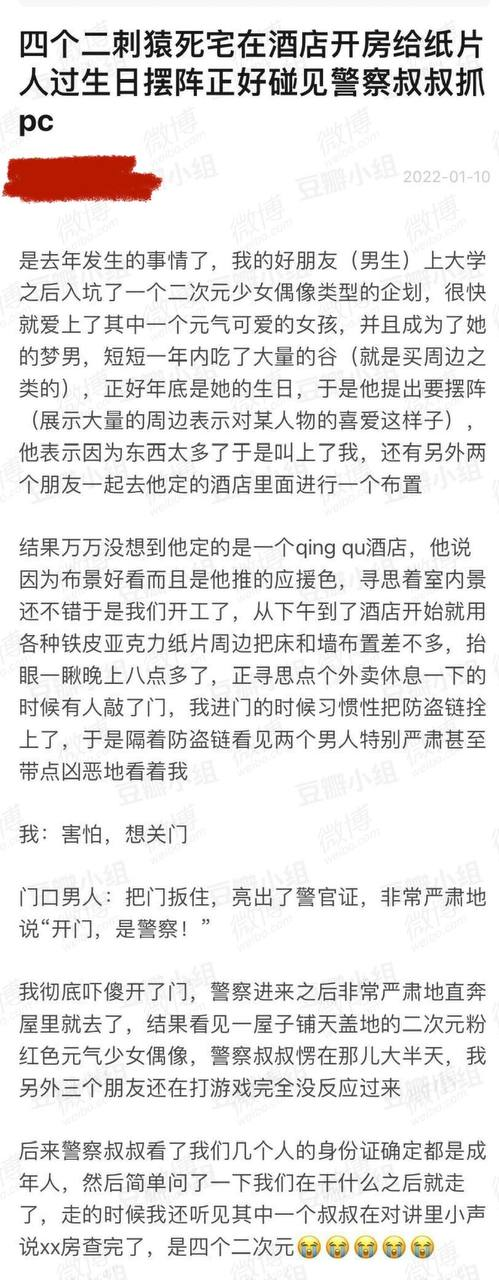 四个二刺猿死宅在酒店开房给纸片
人过生日摆阵正好碰见警察叔叔抓
pc
2022-01-10
是去年发生的事情了，我的好朋友（男生）上大学
之后入坑了一个二次元少女偶像类型的企划，很快
就爱上了其中一个元气可爱的女孩，并且成为了她
的梦男，短短一年内吃了大量的谷（就是买周边之
类的），正好年底是她的生日，于是他提出要摆阵
（展示大量的周边表示对某人物的喜爱这样子），
他表示因为东西太多了于是叫上了我，还有另外两
个朋友一起去他定的酒店里面进行一个布置
结果万万没想到他定的是一个qing qu酒店，他说
因为布景好看而且是他推的应援色，寻思着室内景
还不错于是我们开工了，从下午到了酒店开始就用
各种铁皮亚克力纸片周边把床和墙布置差不多，抬
眼一瞅晚上八点多了，正寻思点个外卖休息一下的
时候有人敲了门，我进门的时候习惯性把防盗链拴
上了，于是隔着防盗链看见两个男人特别严肃甚至
带点凶恶地看着我
我：害怕，想关门
门口男人：把门扳住，亮出了警官证，非常严肃地
说“开门，是警察！”
我彻底吓傻开了门，警察进来之后非常严肃地直奔
屋里就去了，结果看见一屋子铺天盖地的二次元粉
红色元气少女偶像，警察叔叔愣在那儿大半天，我
另外三个朋友还在打游戏完全没反应过来
后来警察叔叔看了我们几个人的身份证确定都是成
年人，然后简单问了一下我们在干什么之后就走
了，走的时候我还听见其中一个叔叔在对讲里小声
说xx房查完了，是四个二次元😭😭😭😭😭